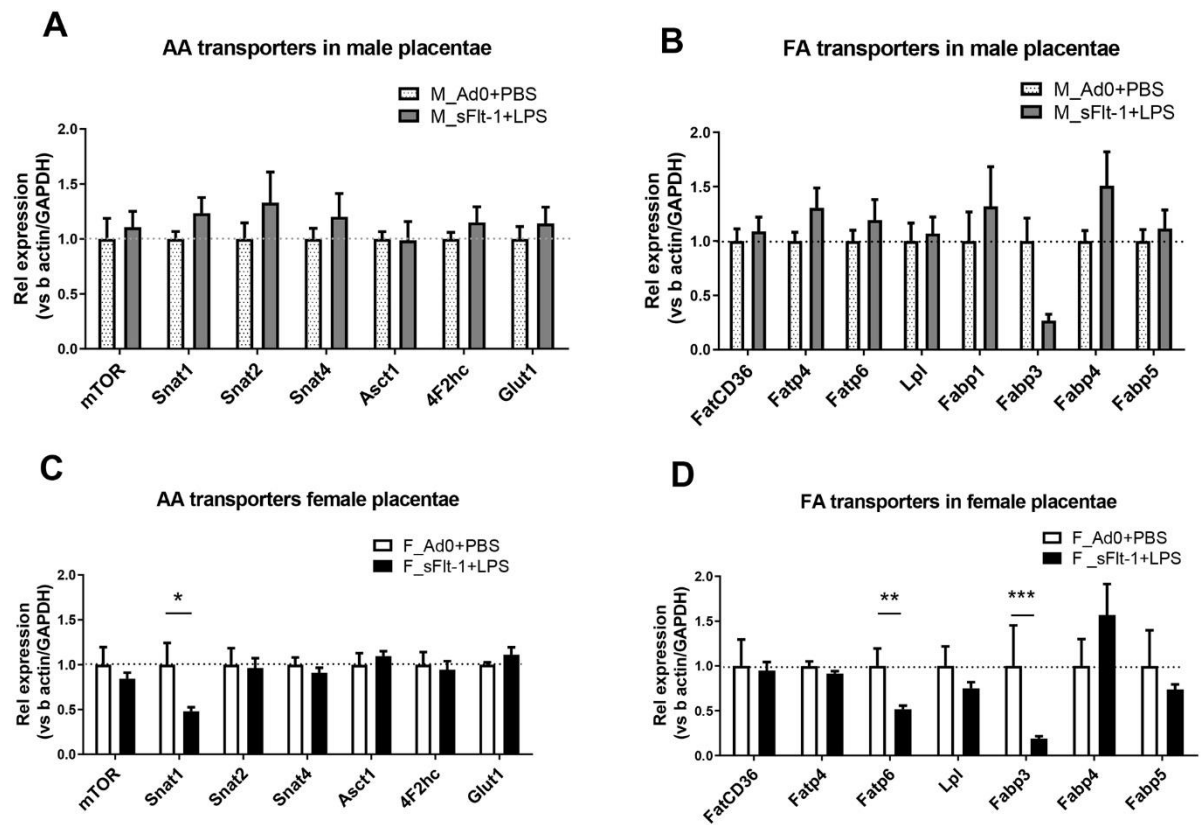 A
AA transporters in male placentae
M_Ad0+PBS
M_sFlt-1+LPS
Rel expression
(vs b actin/GAPDH)
2.0
1.5
1.0
0.5
0.0
mTOR
Snat1
Snat2
Snat4
Asct1
4F2hc
Glut1
B
FA transporters in male placentae
M_Ad0+PBS
M_sFlt-1+LPS
Rel expression
(vs b actin/GAPDH)
2.0
1.5
1.0
0.5
0.0
FatCD36
Fatp4
Fatp6
Lpl
Fabp1
Fabp3
Fabp4
Fabp5
C
AA transporters female placentae
F_Ad0+PBS
F_sFlt-1+LPS
Rel expression
(vs b actin/GAPDH)
2.0
1.5
1.0
0.5
0.0
*
mTOR
Snat1
Snat2
Snat4
Asct1
4F2hc
Glut1
D
FA transporters in female placentae
F_Ad0+PBS
F _sFlt-1+LPS
Rel expression
(vs b actin/GAPDH)
2.0
1.5
1.0
0.5
0.0
**
***
FatCD36
Fatp4
Fatp6
Lpl
Fabp3
Fabp4
Fabp5